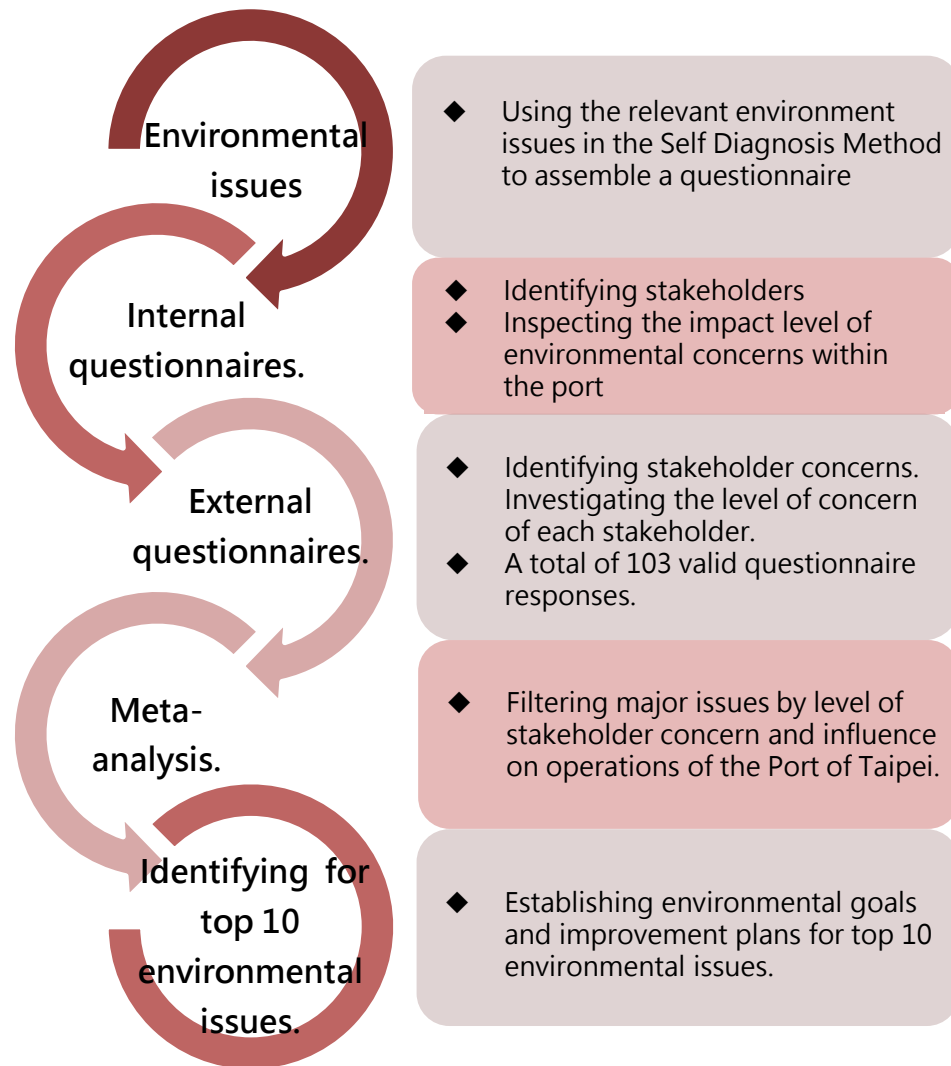 Environmental
issues
◆ Using the relevant environment
issues in the Self Diagnosis Method
to assemble a questionnaire
Internal
questionnaires.
◆ Identifying stakeholders
◆ Inspecting the impact level of
environmental concerns within
the port
External
questionnaires.
◆ Identifying stakeholder concerns.
Investigating the level of concern
of each stakeholder.
◆ A total of 103 valid questionnaire
responses.
Meta-
analysis.
◆ Filtering major issues by level of
stakeholder concern and influence
on operations of the Port of Taipei.
Identifying for
top 10
environmental
issues.
◆ Establishing environmental goals
and improvement plans for top 10
environmental issues.